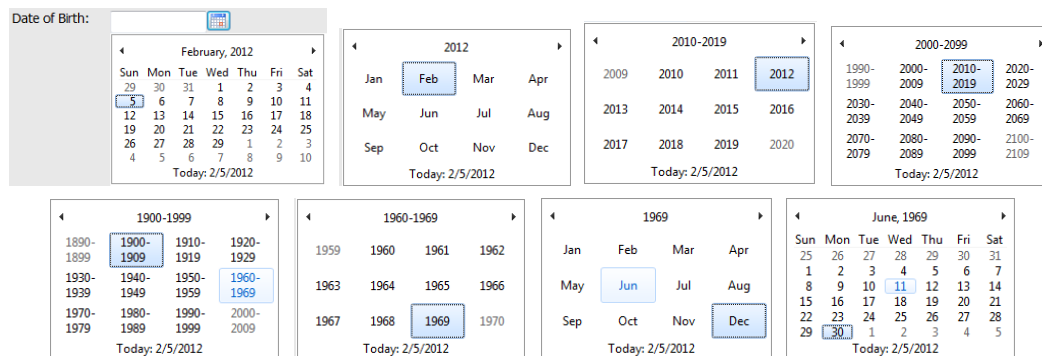 Date of Birth:
February, 2012
Sun Mon Tue Wed Thu Fri Sat
29 30 31 1 2 3 4
5 6 7 8 9 10 11
12 13 14 15 16 17 18
19 20 21 22 23 24 25
26 27 28 29 1 2 3
4 5 6 7 8 9 10
Today: 2/5/2012
2012
Jan Feb Mar Apr
May Jun Jul Aug
Sep Oct Nov Dec
Today: 2/5/2012
2010-2019
2009 2010 2011 2012
2013 2014 2015 2016
2017 2018 2019 2020
Today: 2/5/2012
2000-2099
1990- 2000- 2010- 2020-
1999 2009 2019 2029
2030- 2040- 2050- 2060-
2039 2049 2059 2069
2070- 2080- 2090- 2100-
2079 2089 2099 2109
Today: 2/5/2012
1900-1999
1890- 1900- 1910- 1920-
1899 1909 1919 1929
1930- 1940- 1950- 1960-
1939 1949 1959 1969
1970- 1980- 1990- 2000-
1979 1989 1999 2009
Today: 2/5/2012
1960-1969
1959 1960 1961 1962
1963 1964 1965 1966
1967 1968 1969 1970
Today: 2/5/2012
1969
Jan Feb Mar Apr
May Jun Jul Aug
Sep Oct Nov Dec
Today: 2/5/2012
June, 1969
Sun Mon Tue Wed Thu Fri Sat
25 26 27 28 29 30 31
1 2 3 4 5 6 7
8 9 10 11 12 13 14
15 16 17 18 19 20 21
22 23 24 25 26 27 28
29 30 1 2 3 4 5
Today: 2/5/2012